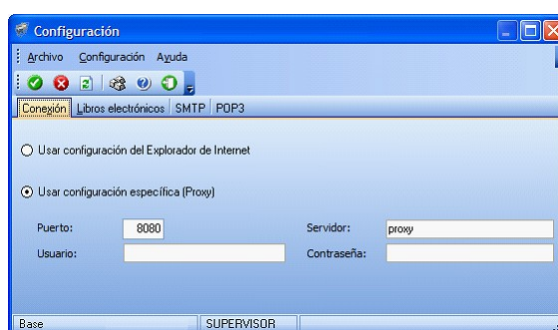 Configuración
Archivo Configuración Ayuda
Conexión Libros electrónicos SMTP POP3
Usar configuración del Explorador de Internet
Usar configuración específica (Proxy)
Puerto: 8080 Servidor: proxy
Usuario: Contraseña:
Base SUPERVISOR